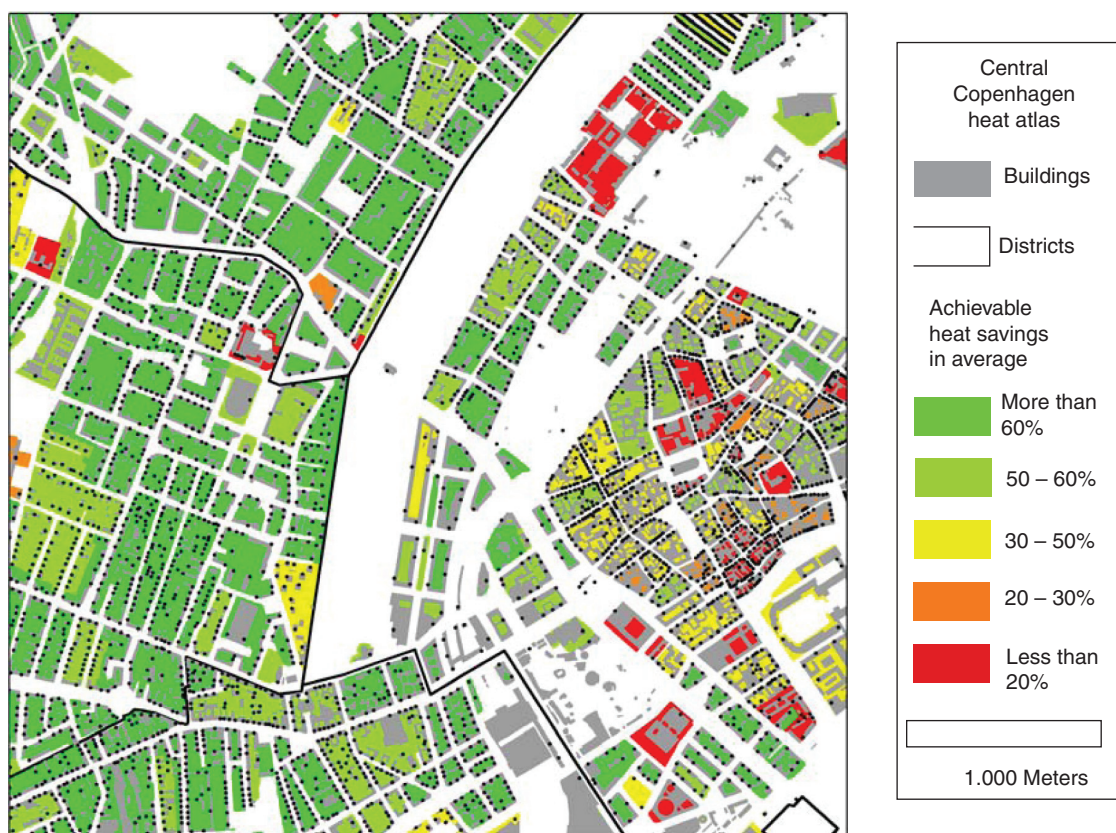 Central
Copenhagen
heat atlas
Buildings
Districts
Achievable
heat savings
in average
More than
60%
50 – 60%
30 – 50%
20 – 30%
Less than
20%
1.000 Meters